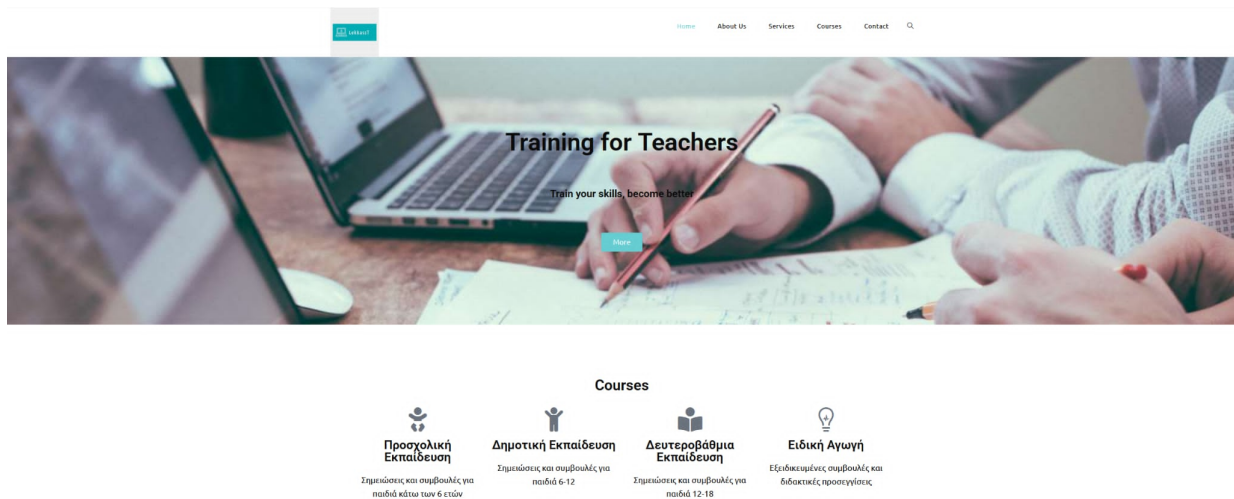 Home About Us Services Courses Contact
Training for Teachers
Train your skills, become better
More
Courses
Προσχολική
Εκπαίδευση
Σημειώσεις και συμβουλές για
παιδιά κάτω των 6 ετών
Δημοτική Εκπαίδευση
Σημειώσεις και συμβουλές για
παιδιά 6-12
Δευτεροβάθμια
Εκπαίδευση
Σημειώσεις και συμβουλές για
παιδιά 12-18
Ειδική Αγωγή
Εξειδικευμένες συμβουλές και
διδακτικές προσεγγίσεις